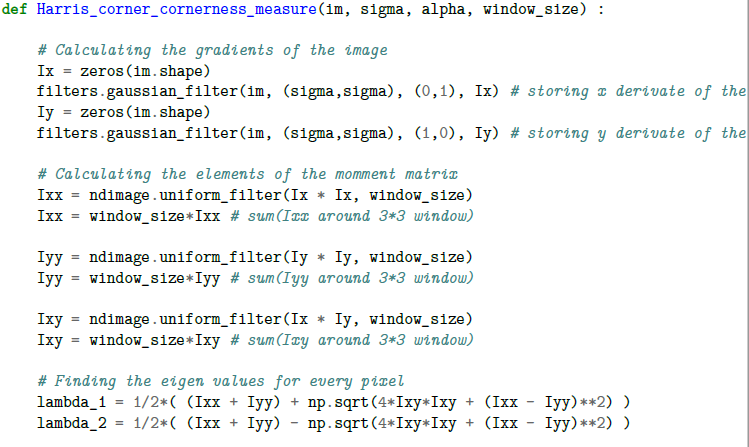 def Harris_corner_cornerness_measure(im, sigma, alpha, window_size) :
# Calculating the gradients of the image
Ix = zeros(im.shape)
filters.gaussian_filter(im, (sigma,sigma), (0,1), Ix) # storing x derivate of the
Iy = zeros(im.shape)
filters.gaussian_filter(im, (sigma,sigma), (1,0), Iy) # storing y derivate of the
# Calculating the elements of the momment matrix
Ixx = ndimage.uniform_filter(Ix * Ix, window_size)
Ixx = window_size*Ixx # sum(Ixx around 3*3 window)
Iyy = ndimage.uniform_filter(Iy * Iy, window_size)
Iyy = window_size*Iyy # sum(Iyy around 3*3 window)
Ixy = ndimage.uniform_filter(Ix * Iy, window_size)
Ixy = window_size*Ixy # sum(Ixy around 3*3 window)
# Finding the eigen values for every pixel
lambda_1 = 1/2*( (Ixx + Iyy) + np.sqrt(4*Ixy*Ixy + (Ixx - Iyy)**2) )
lambda_2 = 1/2*( (Ixx + Iyy) - np.sqrt(4*Ixy*Ixy + (Ixx - Iyy)**2) )